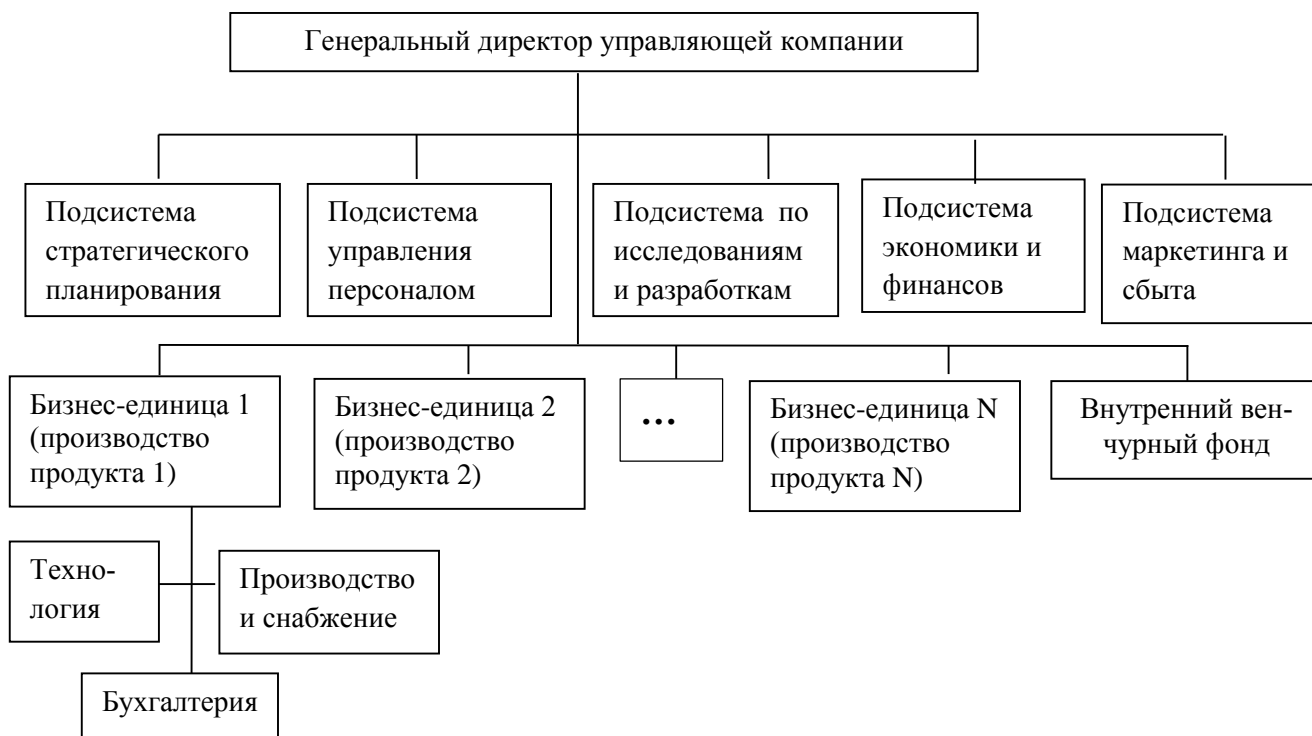 Генеральный директор управляющей компании
Подсистема
стратегического
планирования
Подсистема
управления
персоналом
Подсистема по
исследованиям
и разработкам
Подсистема
экономики и
финансов
Подсистема
маркетинга и
сбыта
Бизнес-единица 1
(производство
продукта 1)
Бизнес-единица 2
(производство
продукта 2)
...
Бизнес-единица N
(производство
продукта N)
Внутренний вен-
чурный фонд
Техно-
логия
Производство
и снабжение
Бухгалтерия